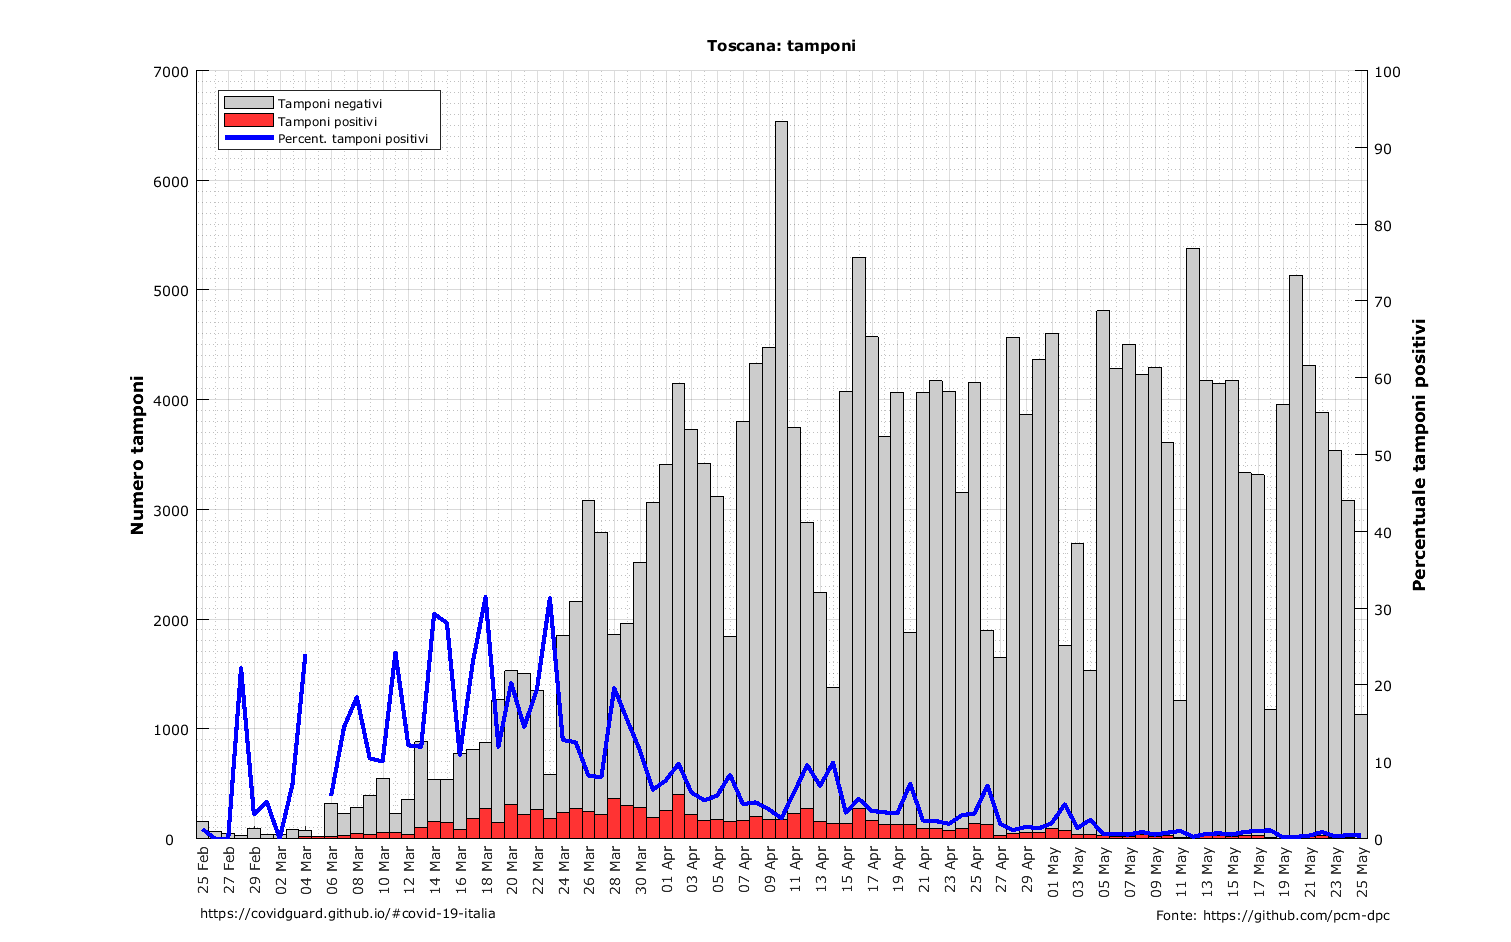 Toscana: tamponi
7000
6000
5000
4000
3000
2000
1000
0
Numero tamponi
Tamponi negativi
Tamponi positivi
Percent. tamponi positivi
100
90
80
70
60
50
40
30
20
10
0
Percentuale tamponi positivi
25 Feb
27 Feb
29 Feb
02 Mar
04 Mar
06 Mar
08 Mar
10 Mar
12 Mar
14 Mar
16 Mar
18 Mar
20 Mar
22 Mar
24 Mar
26 Mar
28 Mar
30 Mar
01 Apr
03 Apr
05 Apr
07 Apr
09 Apr
11 Apr
13 Apr
15 Apr
17 Apr
19 Apr
21 Apr
23 Apr
25 Apr
27 Apr
29 Apr
01 May
03 May
05 May
07 May
09 May
11 May
13 May
15 May
17 May
19 May
21 May
23 May
25 May
https://covidguard.github.io/#covid-19-italia
Fonte: https://github.com/pcm-dpc